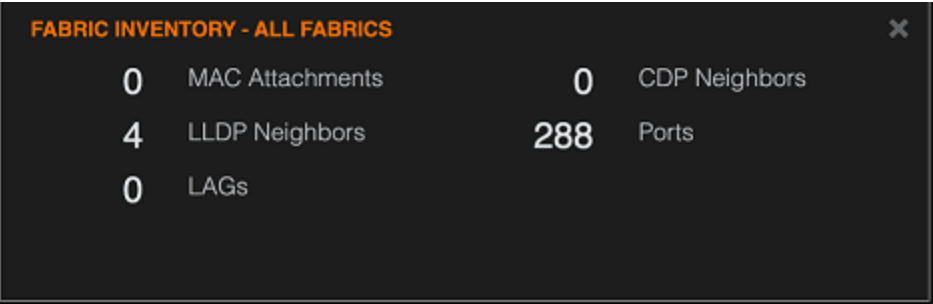 FABRIC INVENTORY - ALL FABRICS
0 MAC Attachments 0 CDP Neighbors
4 LLDP Neighbors 288 Ports
0 LAGs